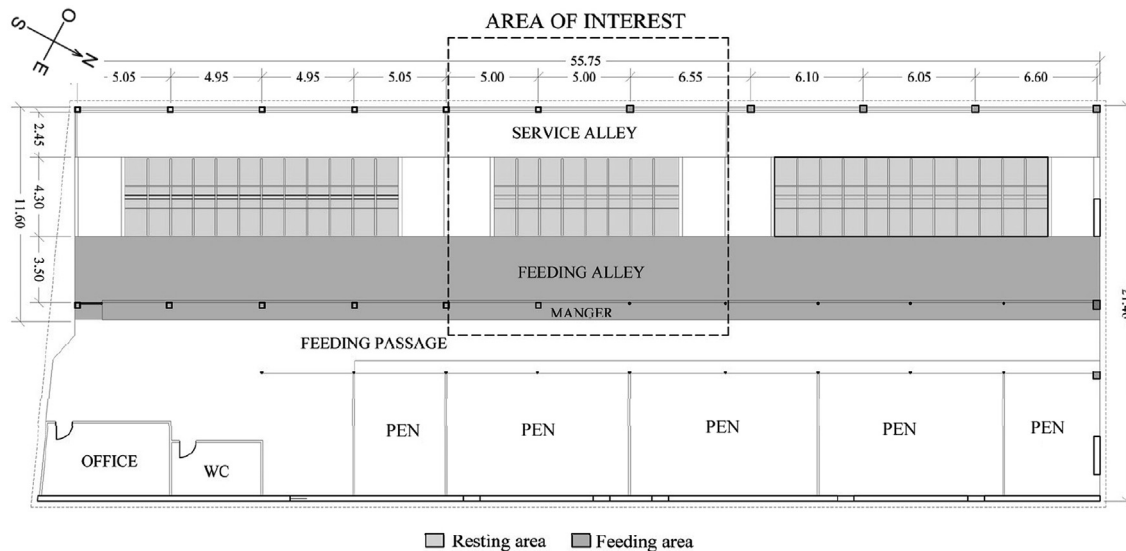 AREA OF INTEREST
S O N E
55.75
5.05 4.95 4.95 5.05 5.00 5.00 6.55 6.10 6.05 6.60
SERVICE ALLEY
2.45
4.30
11.60
3.50
FEEDING ALLEY
MANGER
FEEDING PASSAGE
PEN PEN PEN PEN PEN
OFFICE
WC
Resting area Feeding area